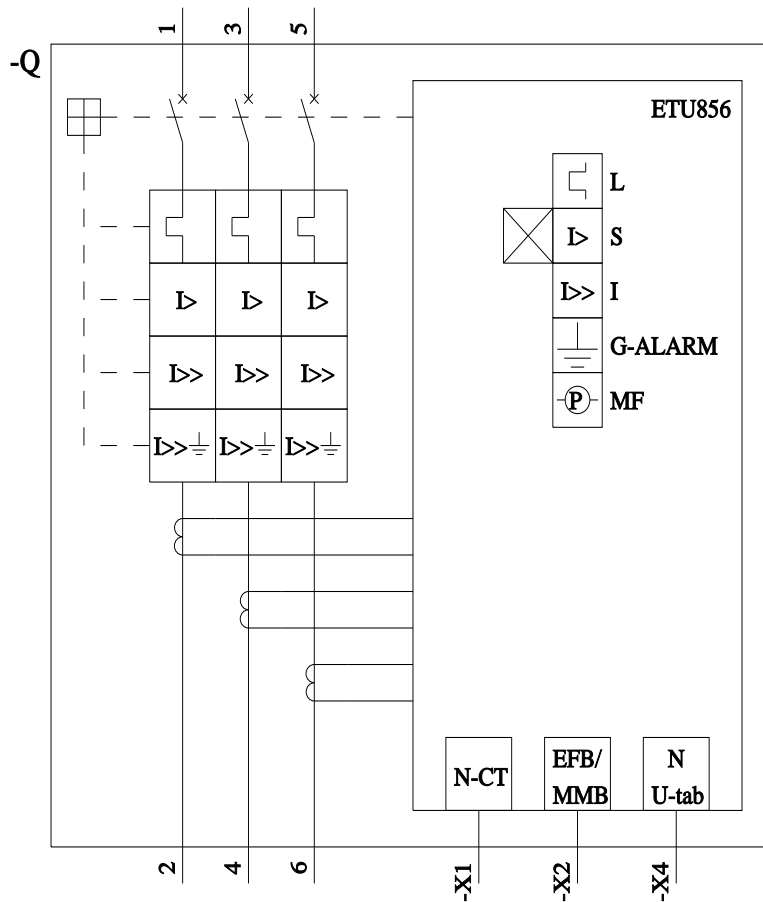 1 3 5
-Q
ETU856
L
I> S
I> I> I>
I>> I
I>> I>> I>>
G-ALARM
P MF
I>> I>> I>>
N-CT
EFB/
MMB
N
U-tab
2 4 6
-X1 -X2 -X4